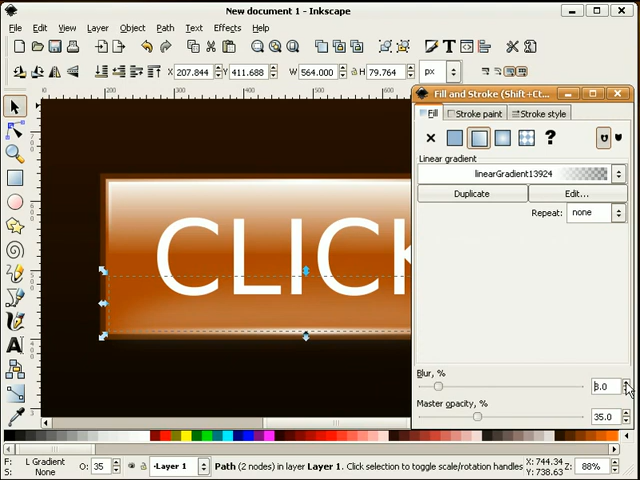 New document 1 - Inkscape
File Edit View Layer Object Path Text Effects Help
X 207.844 Y 411.688 W 564.000 H 79.764 px
Fill and Stroke (Shift+Ct...
Fill Stroke paint Stroke style
Linear gradient
linearGradient13924
Duplicate Edit...
Repeat: none
CLICK
Blur, %
3.0
Master opacity, %
35.0
F: L Gradient O: 35 Layer 1 Path (2 nodes) in layer Layer 1. Click selection to toggle scale/rotation handles X: 744.34 Z: 88%
S: None Y: 738.63